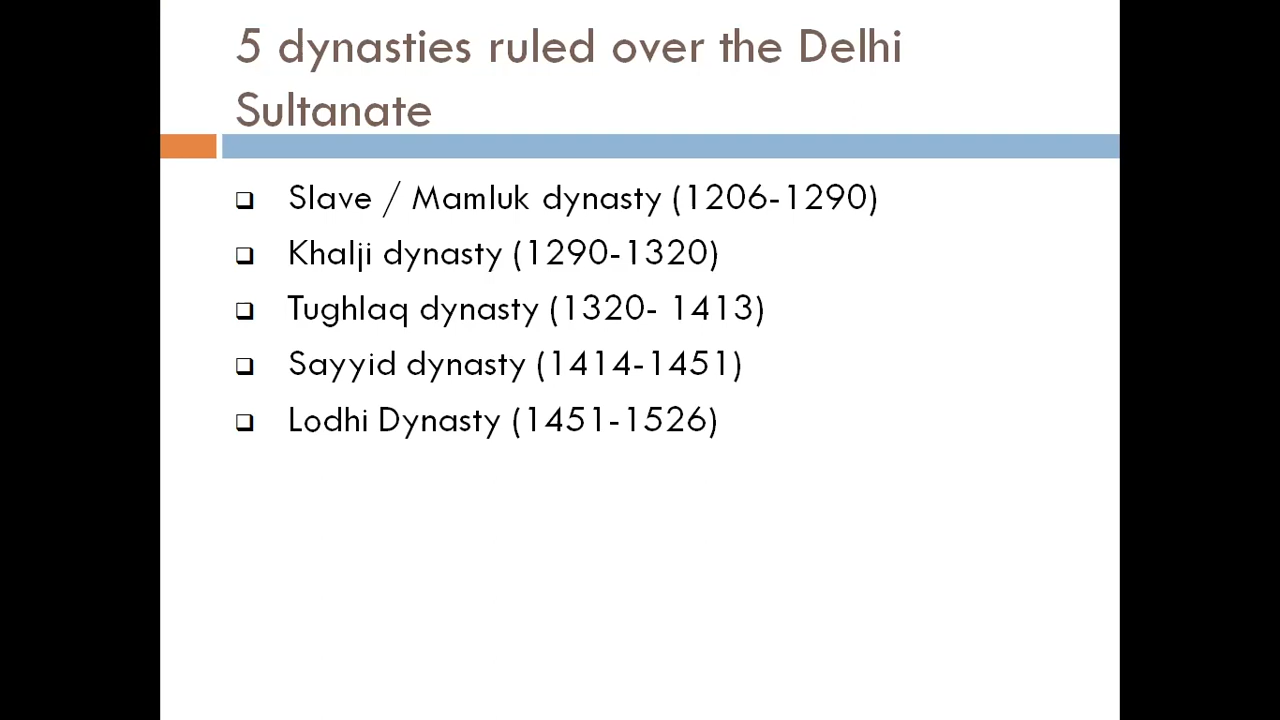 5 dynasties ruled over the Delhi
Sultanate
Slave / Mamluk dynasty (1206-1290)
Khalji dynasty (1290-1320)
Tughlaq dynasty (1320- 1413)
Sayyid dynasty (1414-1451)
Lodhi Dynasty (1451-1526)